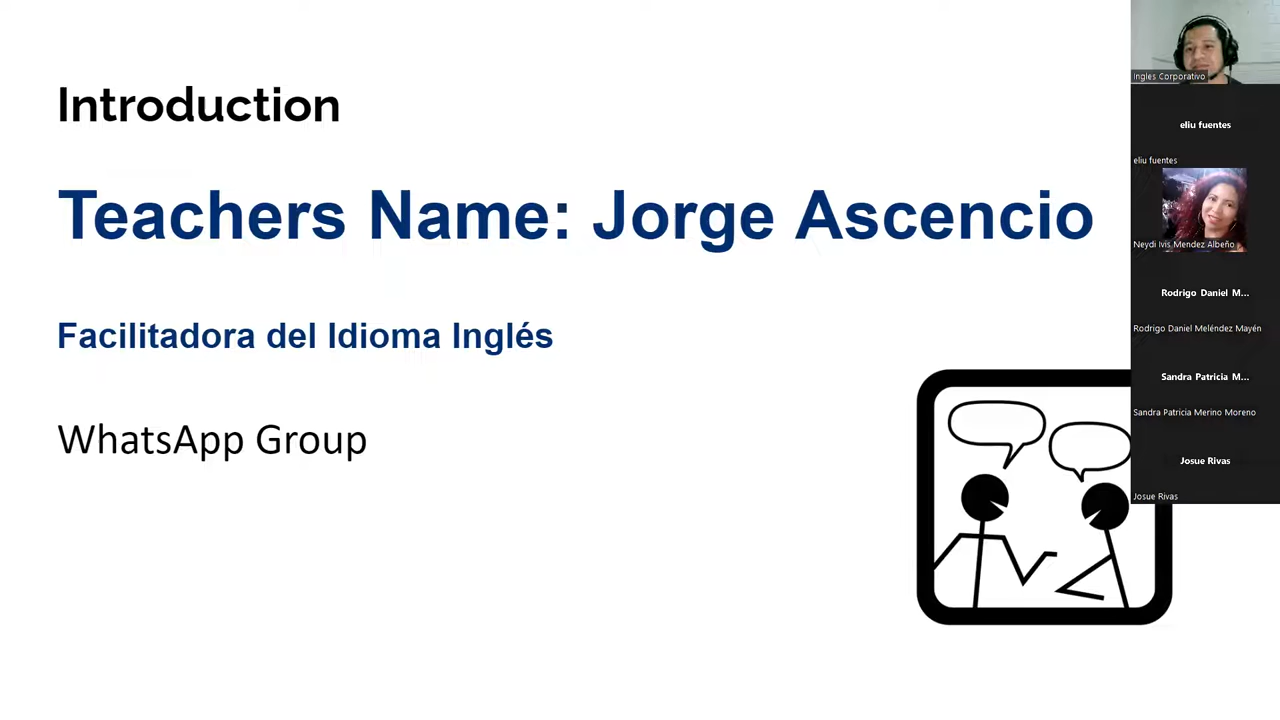 Introduction
Teachers Name: Jorge Ascencio
Facilitadora del Idioma Inglés
WhatsApp Group
Ingles Corporativo
eliu fuentes
eliu fuentes
Neydi Ivis Mendez Albeño
Rodrigo Daniel M...
Rodrigo Daniel Meléndez Mayén
Sandra Patricia M...
Sandra Patricia Merino Moreno
Josue Rivas
Josue Rivas